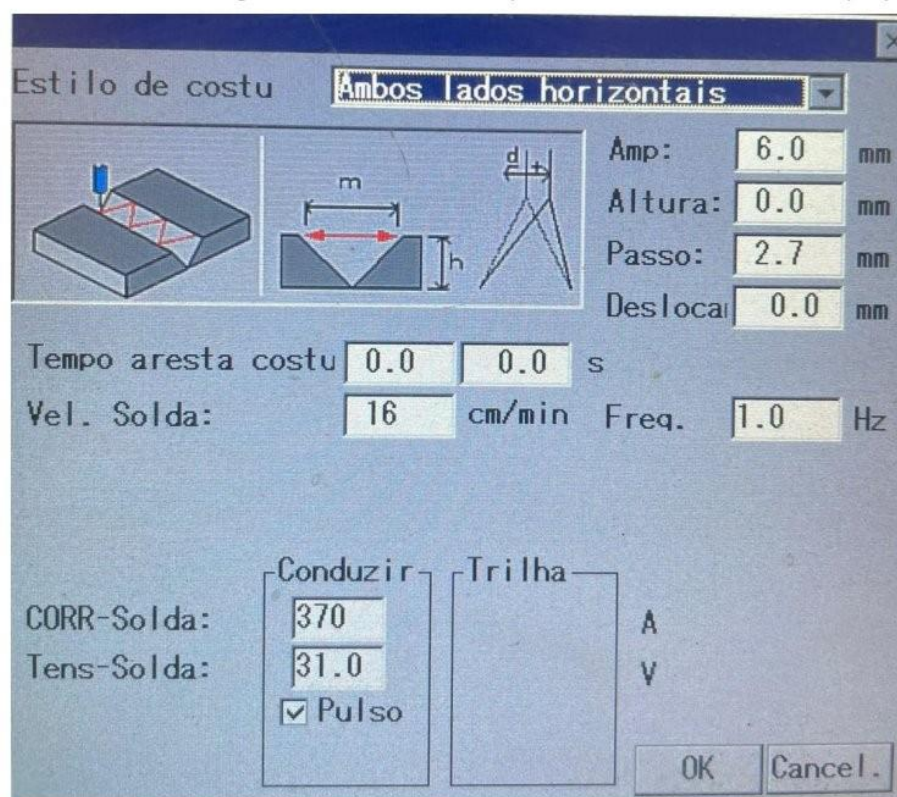 Estilo de costu Ambos lados horizontais
m
d
h
Amp: 6.0 mm
Altura: 0.0 mm
Passo: 2.7 mm
Desloca 0.0 mm
Tempo aresta costu 0.0 0.0 s
Vel. Solda: 16 cm/min Freq. 1.0 Hz
Conduzir Trilha
CORR-Solda: 370 A
Tens-Solda: 31.0 V
Pulso
OK Cancel.